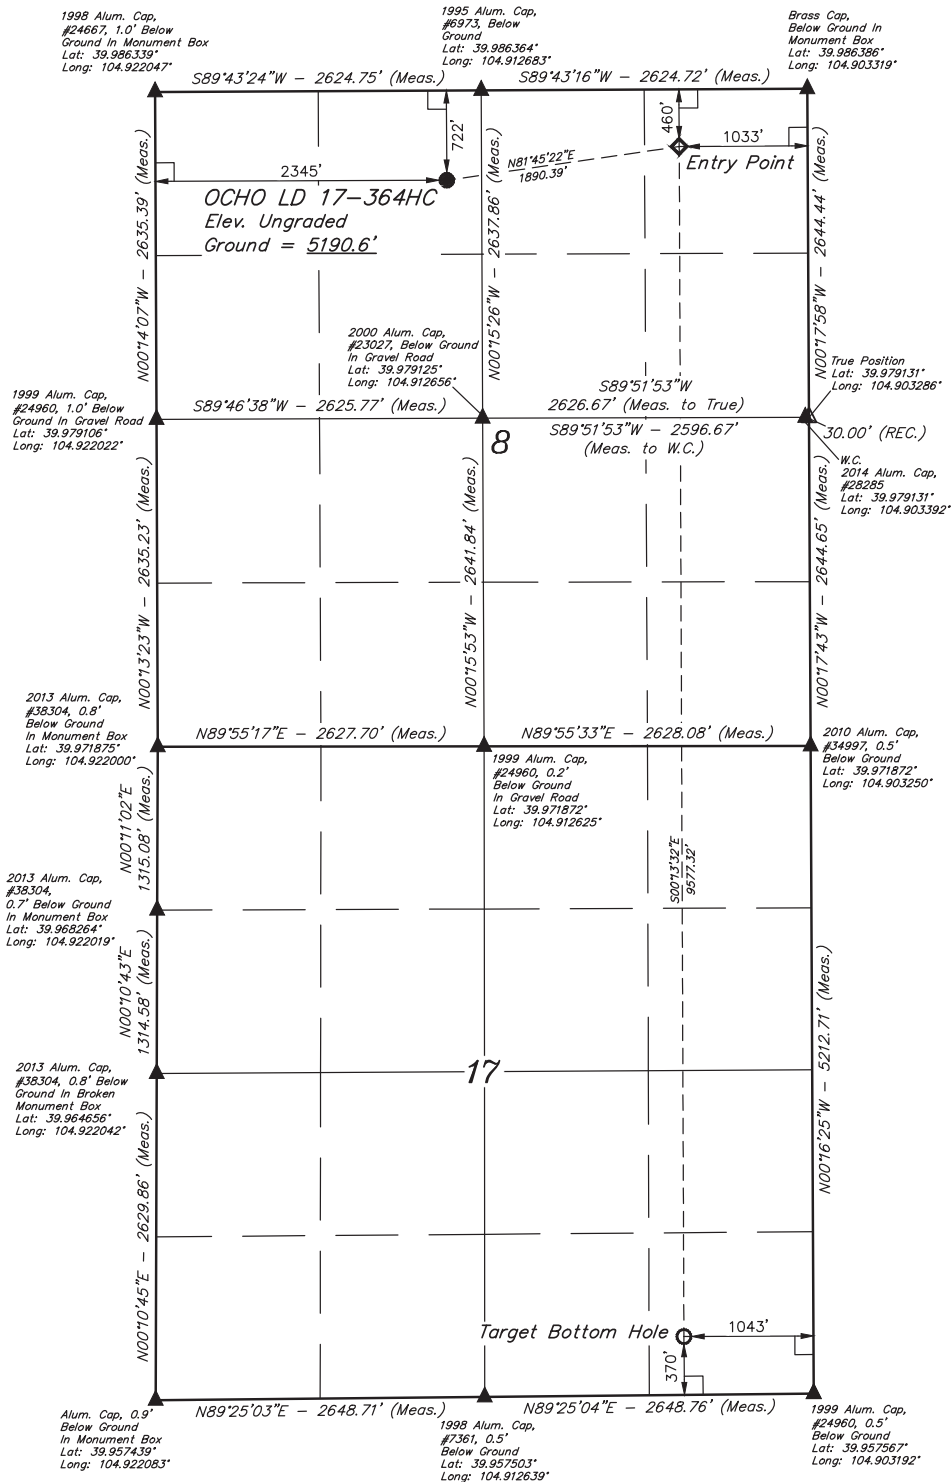 1998 Alum. Cap,
#24667, 1.0' Below
Ground In Monument Box
Lat: 39.986339°
Long: 104.922047°
1995 Alum. Cap,
#6973, Below
Ground
Lat: 39.986364°
Long: 104.912683°
Brass Cap,
Below Ground In
Monument Box
Lat: 39.986386°
Long: 104.903319°
S89°43'24"W - 2624.75' (Meas.)
S89°43'16"W - 2624.72' (Meas.)
722'
460'
1033'
Entry Point
2345'
N81°45'22"E
1890.39'
OCHO LD 17-364HC
Elev. Ungraded
Ground = 5190.6'
N00°14'07"W - 2635.39' (Meas.)
N00°15'26"W - 2637.86' (Meas.)
N00°17'58"W - 2644.44' (Meas.)
2000 Alum. Cap,
#23027, Below Ground
In Gravel Road
Lat: 39.979125°
Long: 104.912656°
True Position
Lat: 39.979131°
Long: 104.903286°
1999 Alum. Cap,
#24960, 1.0' Below
Ground In Gravel Road
Lat: 39.979106°
Long: 104.922022°
S89°46'38"W - 2625.77' (Meas.)
S89°51'53"W
2626.67' (Meas. to True)
S89°51'53"W - 2596.67'
(Meas. to W.C.)
8
30.00' (REC.)
W.C.
2014 Alum. Cap,
#28285
Lat: 39.979131°
Long: 104.903392°
N00°13'23"W - 2635.23' (Meas.)
N00°15'53"W - 2641.84' (Meas.)
N00°17'43"W - 2644.65' (Meas.)
2013 Alum. Cap,
#38304, 0.8'
Below Ground
In Monument Box
Lat: 39.971875°
Long: 104.922000°
N89°55'17"E - 2627.70' (Meas.)
N89°55'33"E - 2628.08' (Meas.)
2010 Alum. Cap,
#34997, 0.5'
Below Ground
Lat: 39.971872°
Long: 104.903250°
1999 Alum. Cap,
#24960, 0.2'
Below Ground
In Gravel Road
Lat: 39.971872°
Long: 104.912625°
N00°11'02"E
1315.08' (Meas.)
S00°13'32"E
9577.32'
2013 Alum. Cap,
#38304,
0.7' Below Ground
In Monument Box
Lat: 39.968264°
Long: 104.922019°
N00°10'43"E
1314.58' (Meas.)
N00°16'25"W - 5212.71' (Meas.)
17
2013 Alum. Cap,
#38304, 0.8' Below
Ground In Broken
Monument Box
Lat: 39.964656°
Long: 104.922042°
N00°10'45"E - 2629.86' (Meas.)
Target Bottom Hole
1043'
370'
N89°25'03"E - 2648.71' (Meas.)
N89°25'04"E - 2648.76' (Meas.)
Alum. Cap, 0.9'
Below Ground
In Monument Box
Lat: 39.957439°
Long: 104.922083°
1998 Alum. Cap,
#7361, 0.5'
Below Ground
Lat: 39.957503°
Long: 104.912639°
1999 Alum. Cap,
#24960, 0.5'
Below Ground
Lat: 39.957567°
Long: 104.903192°